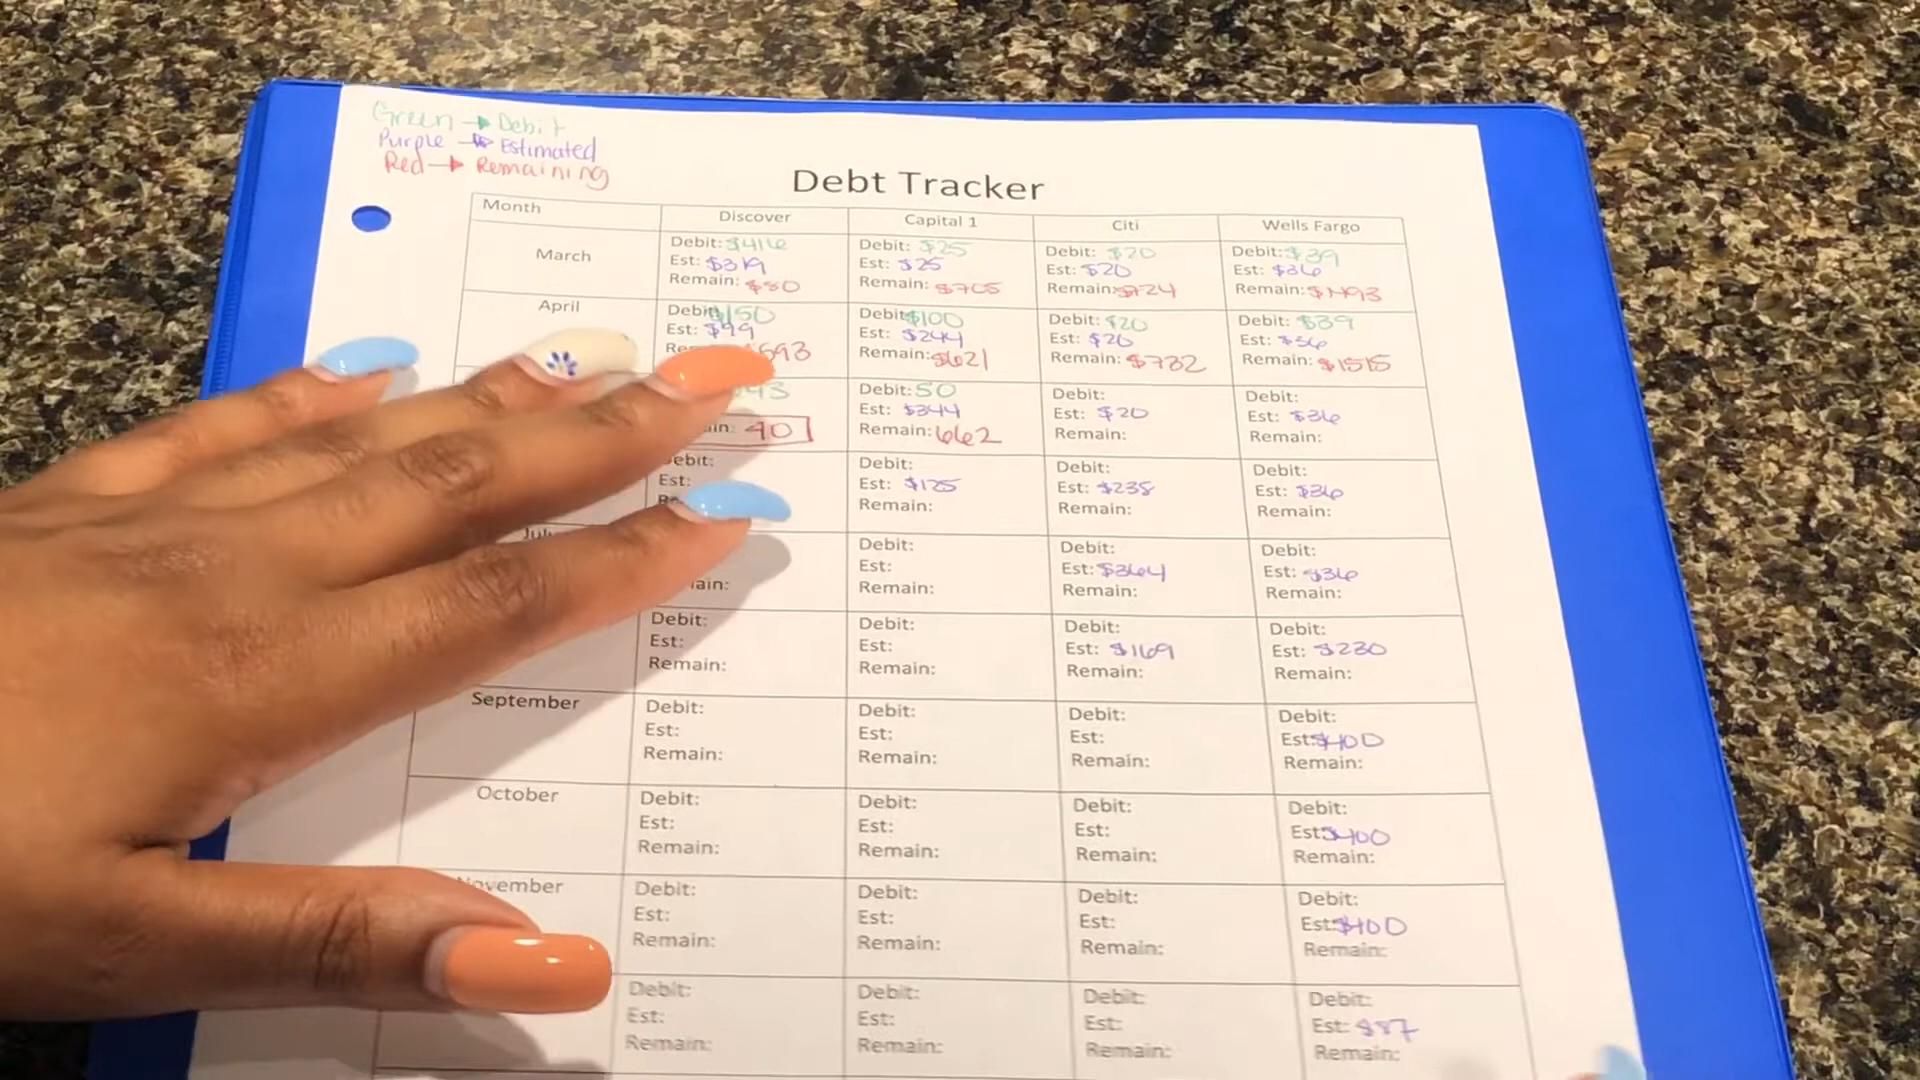 Green → Debit
Purple → Estimated
Red → Remaining
Debt Tracker
Month Discover Capital 1 Citi Wells Fargo
March
Debit: $416
Est: $319
Remain: $80
Debit: $25
Est: $25
Remain: $705
Debit: $20
Est: $20
Remain: $724
Debit: $39
Est: $36
Remain: $1493
April
Debit: $150
Est: $99
Debit: $100
Est: $244
Remain: $621
Debit: $20
Est: $20
Remain: $732
Debit: $39
Est: $36
Remain: $1515
Debit: 50
Est: $344
Remain: 662
Debit:
Est: $20
Remain:
Debit:
Est: $36
Remain:
Est:
Debit:
Est: $125
Remain:
Debit:
Est: $238
Remain:
Debit:
Est: $36
Remain:
Debit:
Est:
Remain:
Debit:
Est: $364
Remain:
Debit:
Est: $36
Remain:
Debit:
Est:
Remain:
Debit:
Est:
Remain:
Debit:
Est: $169
Remain:
Debit:
Est: $230
Remain:
September
Debit:
Est:
Remain:
Debit:
Est:
Remain:
Debit:
Est:
Remain:
Debit:
Est: $400
Remain:
October
Debit:
Est:
Remain:
Debit:
Est:
Remain:
Debit:
Est:
Remain:
Debit:
Est: $400
Remain:
November
Debit:
Est:
Remain:
Debit:
Est:
Remain:
Debit:
Est:
Remain:
Debit:
Est: $400
Remain:
Debit:
Est:
Remain:
Debit:
Est:
Remain:
Debit:
Est:
Remain:
Debit:
Est: $87
Remain: